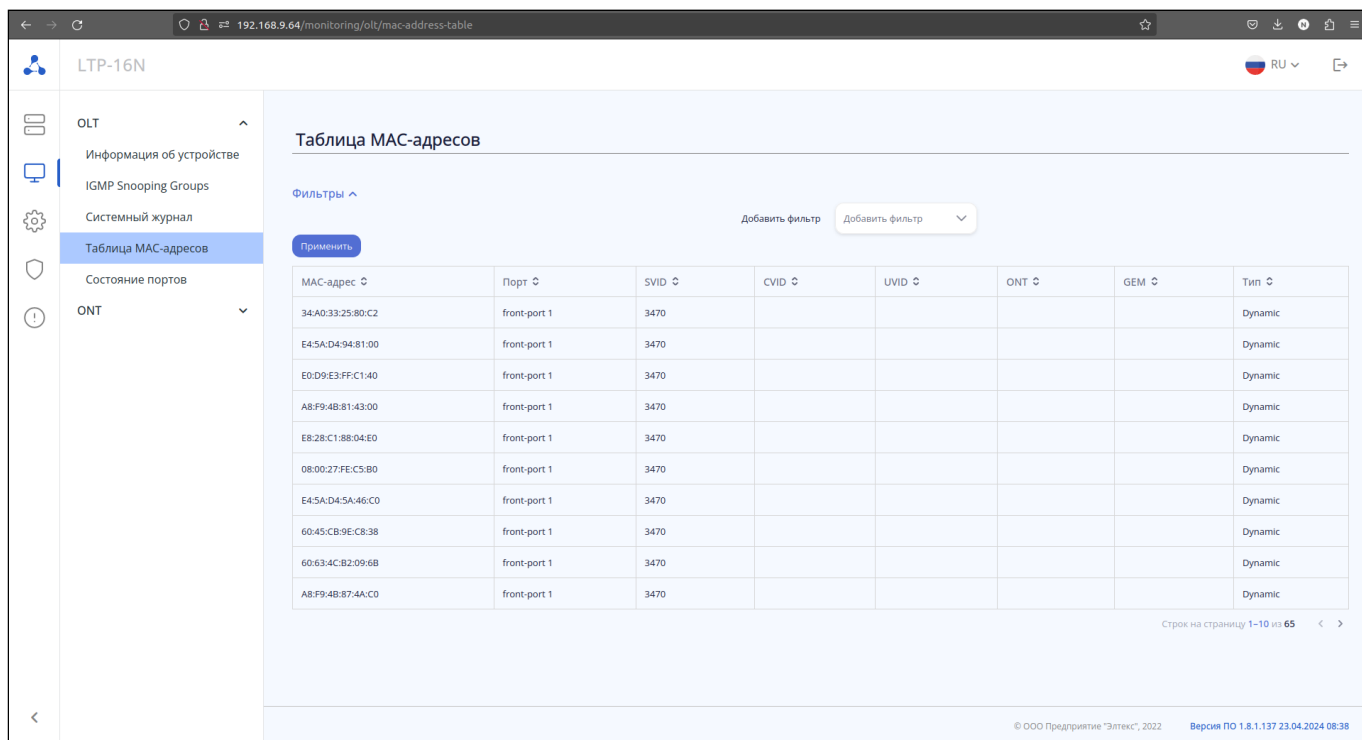 192.168.9.64/monitoring/olt/mac-address-table
LTP-16N
RU
OLT
Информация об устройстве
IGMP Snooping Groups
Системный журнал
Таблица MAC-адресов
Состояние портов
ONT
Таблица MAC-адресов
Фильтры
Добавить фильтр Добавить фильтр
Применить
MAC-адрес Порт SVID CVID UVID ONT GEM Тип
34:A0:33:25:80:C2 front-port 1 3470 Dynamic
E4:5A:D4:94:81:00 front-port 1 3470 Dynamic
E0:D9:E3:FF:C1:40 front-port 1 3470 Dynamic
A8:F9:4B:81:43:00 front-port 1 3470 Dynamic
E8:28:C1:88:04:E0 front-port 1 3470 Dynamic
08:00:27:FE:C5:B0 front-port 1 3470 Dynamic
E4:5A:D4:5A:46:C0 front-port 1 3470 Dynamic
60:45:CB:9E:C8:38 front-port 1 3470 Dynamic
60:63:4C:B2:09:6B front-port 1 3470 Dynamic
A8:F9:4B:87:4A:C0 front-port 1 3470 Dynamic
Строк на страницу 1–10 из 65
© ООО Предприятие "Элтекс", 2022 Версия ПО 1.8.1.137 23.04.2024 08:38